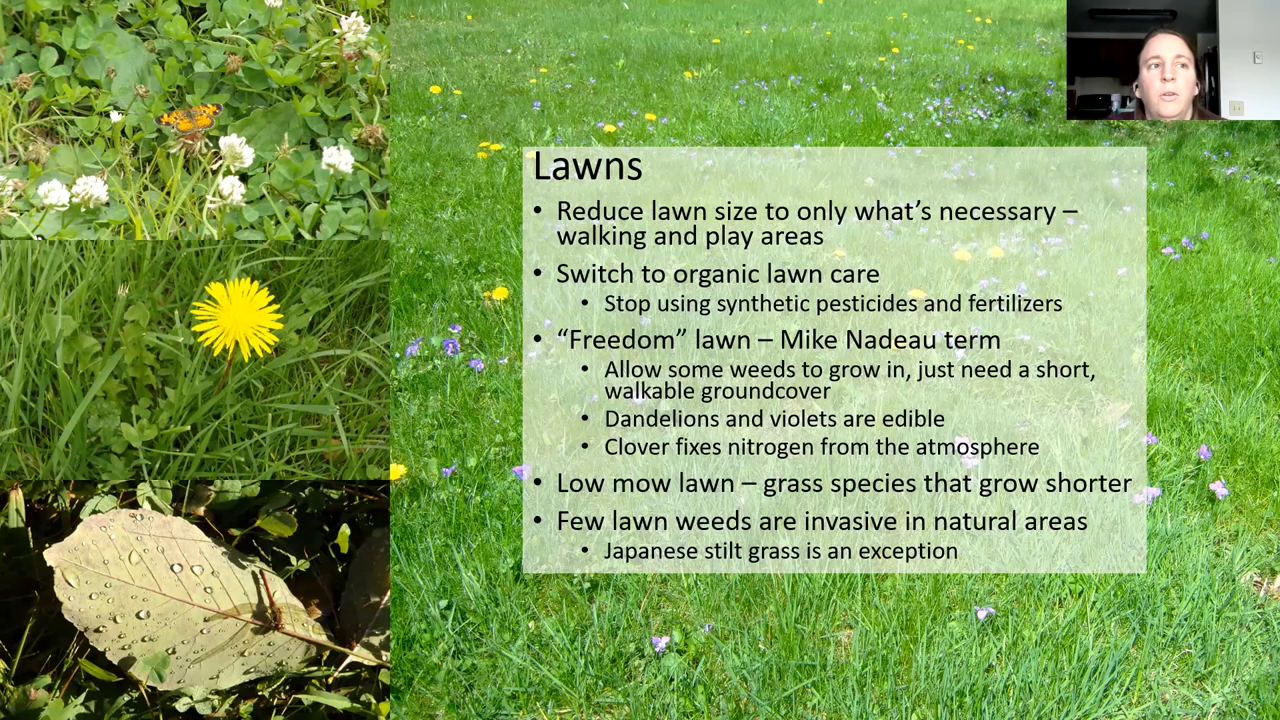 Lawns
• Reduce lawn size to only what’s necessary –
walking and play areas
• Switch to organic lawn care
• Stop using synthetic pesticides and fertilizers
• “Freedom” lawn – Mike Nadeau term
• Allow some weeds to grow in, just need a short,
walkable groundcover
• Dandelions and violets are edible
• Clover fixes nitrogen from the atmosphere
• Low mow lawn – grass species that grow shorter
• Few lawn weeds are invasive in natural areas
• Japanese stilt grass is an exception